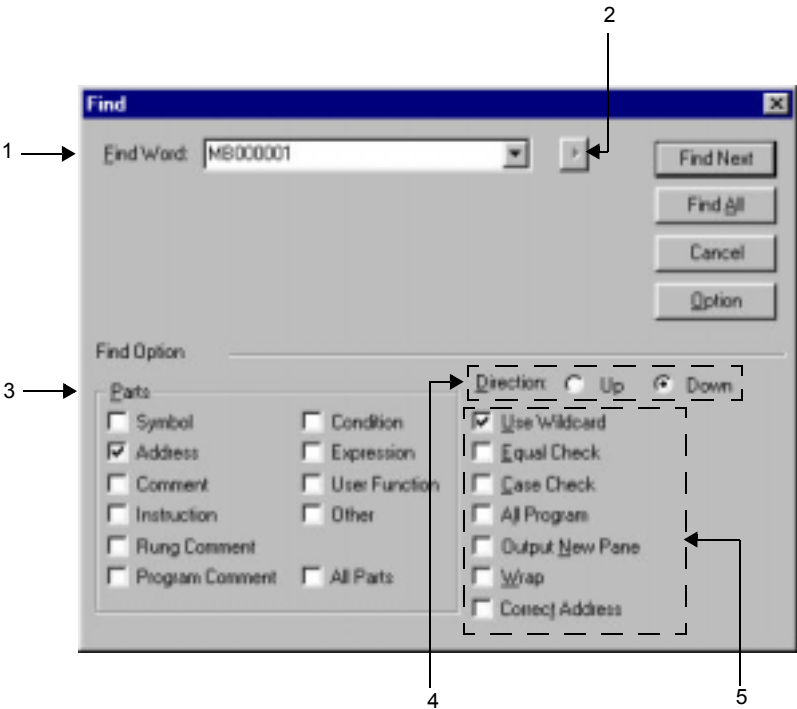 2
Find
1
Find Word: MB000001
Find Next
Find All
Cancel
Option
Find Option
3
Parts
Symbol
Address
Comment
Instruction
Rung Comment
Program Comment
Condition
Expression
User Function
Other
All Parts
Direction: Up Down
Use Wildcard
Equal Check
Case Check
All Program
Output New Pane
Wrap
Correct Address
4
5